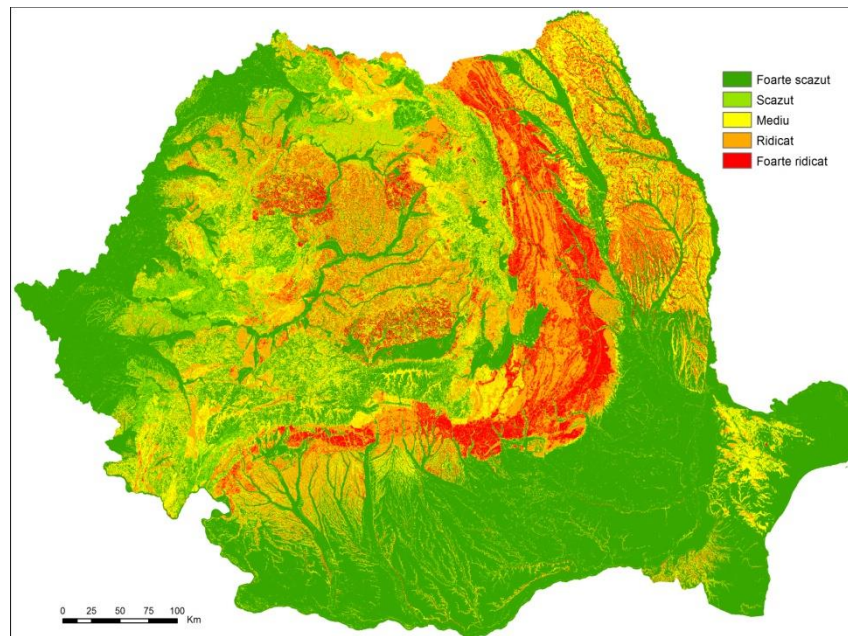 Foarte scazut
Scazut
Mediu
Ridicat
Foarte ridicat
0 25 50 75 100
Km